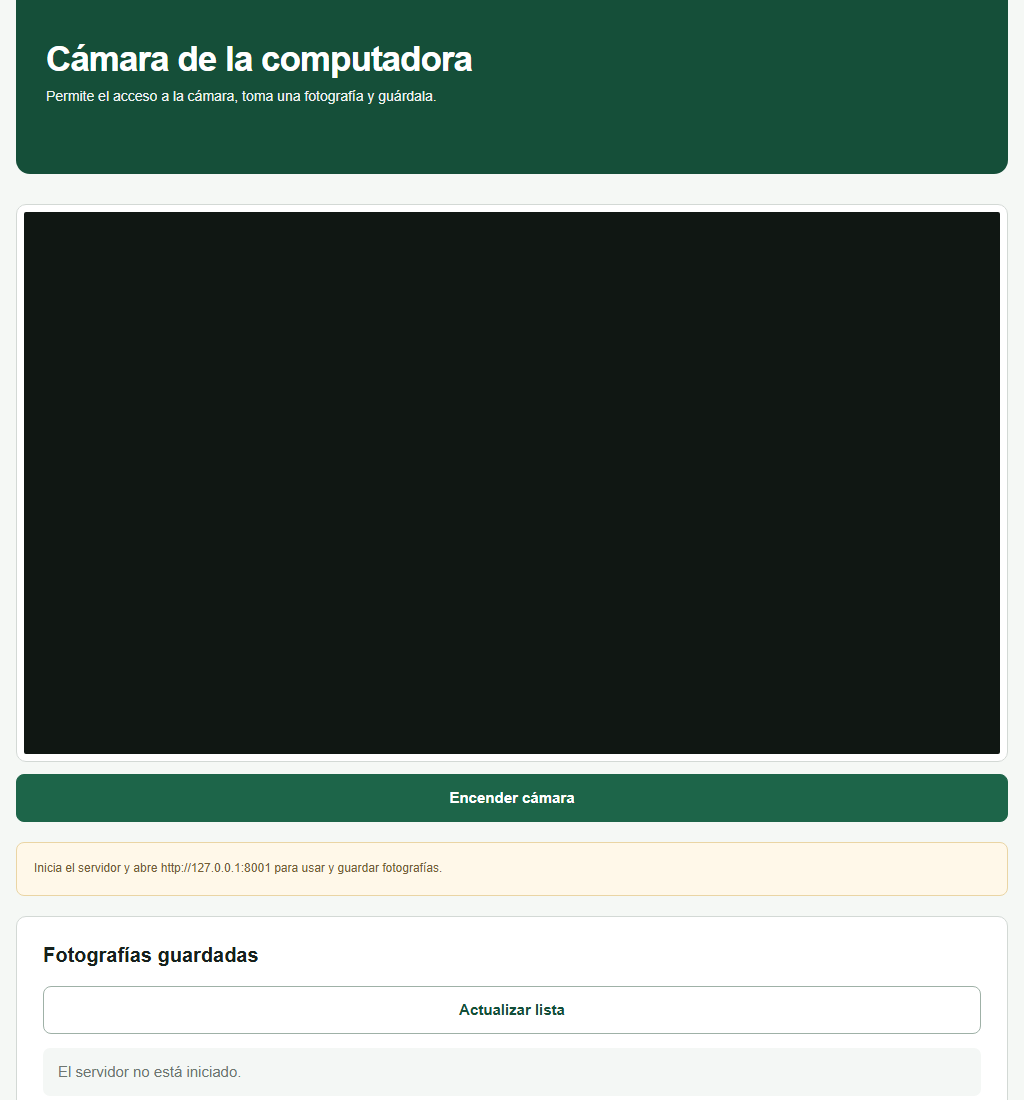 Cámara de la computadora
Permite el acceso a la cámara, toma una fotografía y guárdala.
Encender cámara
Inicia el servidor y abre http://127.0.0.1:8001 para usar y guardar fotografías.
Fotografías guardadas
Actualizar lista
El servidor no está iniciado.